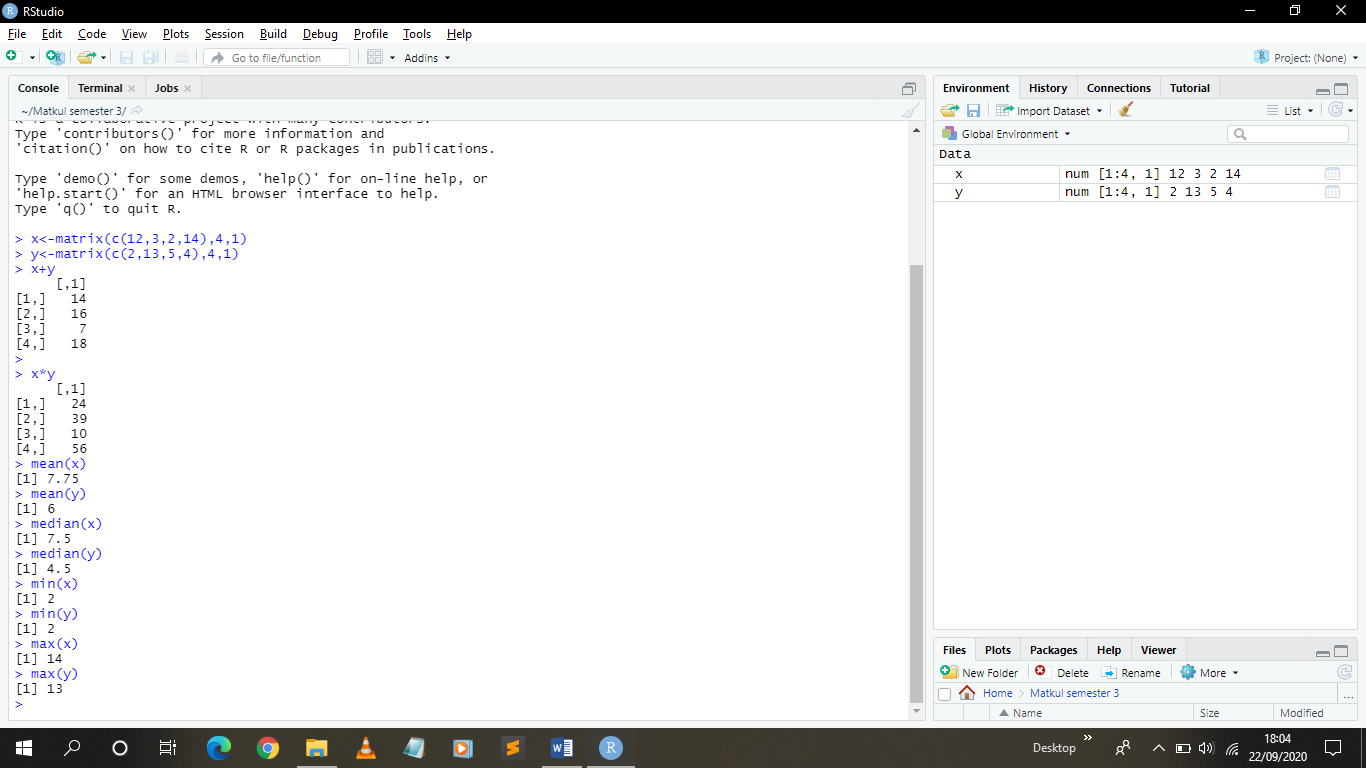 RStudio
File Edit Code View Plots Session Build Debug Profile Tools Help
Go to file/function Addins Project: (None)
Console Terminal Jobs
~/Matkul semester 3/
R is a collaborative project with many contributors.
Type 'contributors()' for more information and
'citation()' on how to cite R or R packages in publications.
Type 'demo()' for some demos, 'help()' for on-line help, or
'help.start()' for an HTML browser interface to help.
Type 'q()' to quit R.
> x<-matrix(c(12,3,2,14),4,1)
> y<-matrix(c(2,13,5,4),4,1)
> x+y
[,1]
[1,] 14
[2,] 16
[3,] 7
[4,] 18
>
> x*y
[,1]
[1,] 24
[2,] 39
[3,] 10
[4,] 56
> mean(x)
[1] 7.75
> mean(y)
[1] 6
> median(x)
[1] 7.5
> median(y)
[1] 4.5
> min(x)
[1] 2
> min(y)
[1] 2
> max(x)
[1] 14
> max(y)
[1] 13
>
Environment History Connections Tutorial
Import Dataset List
Global Environment
Data
x num [1:4, 1] 12 3 2 14
y num [1:4, 1] 2 13 5 4
Files Plots Packages Help Viewer
New Folder Delete Rename More
Home > Matkul semester 3 ...
Name Size Modified
Desktop » 18:04
22/09/2020